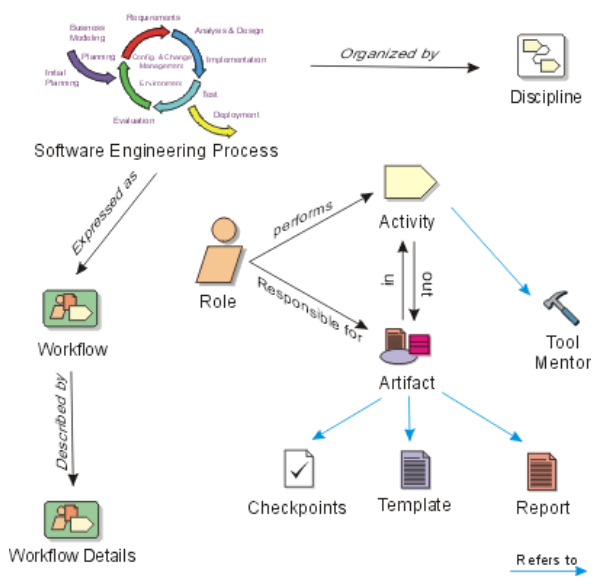 Requirements
Business
Modeling
Analysis & Design
Planning
Config. & Change
Management
Implementation
Initial
Planning
Environment
Test
Evaluation
Deployment
Organized by
Discipline
Software Engineering Process
Expressed as
performs
Activity
Role
Responsible for
in
out
Tool
Mentor
Workflow
Artifact
Described by
Checkpoints
Template
Report
Workflow Details
Refers to